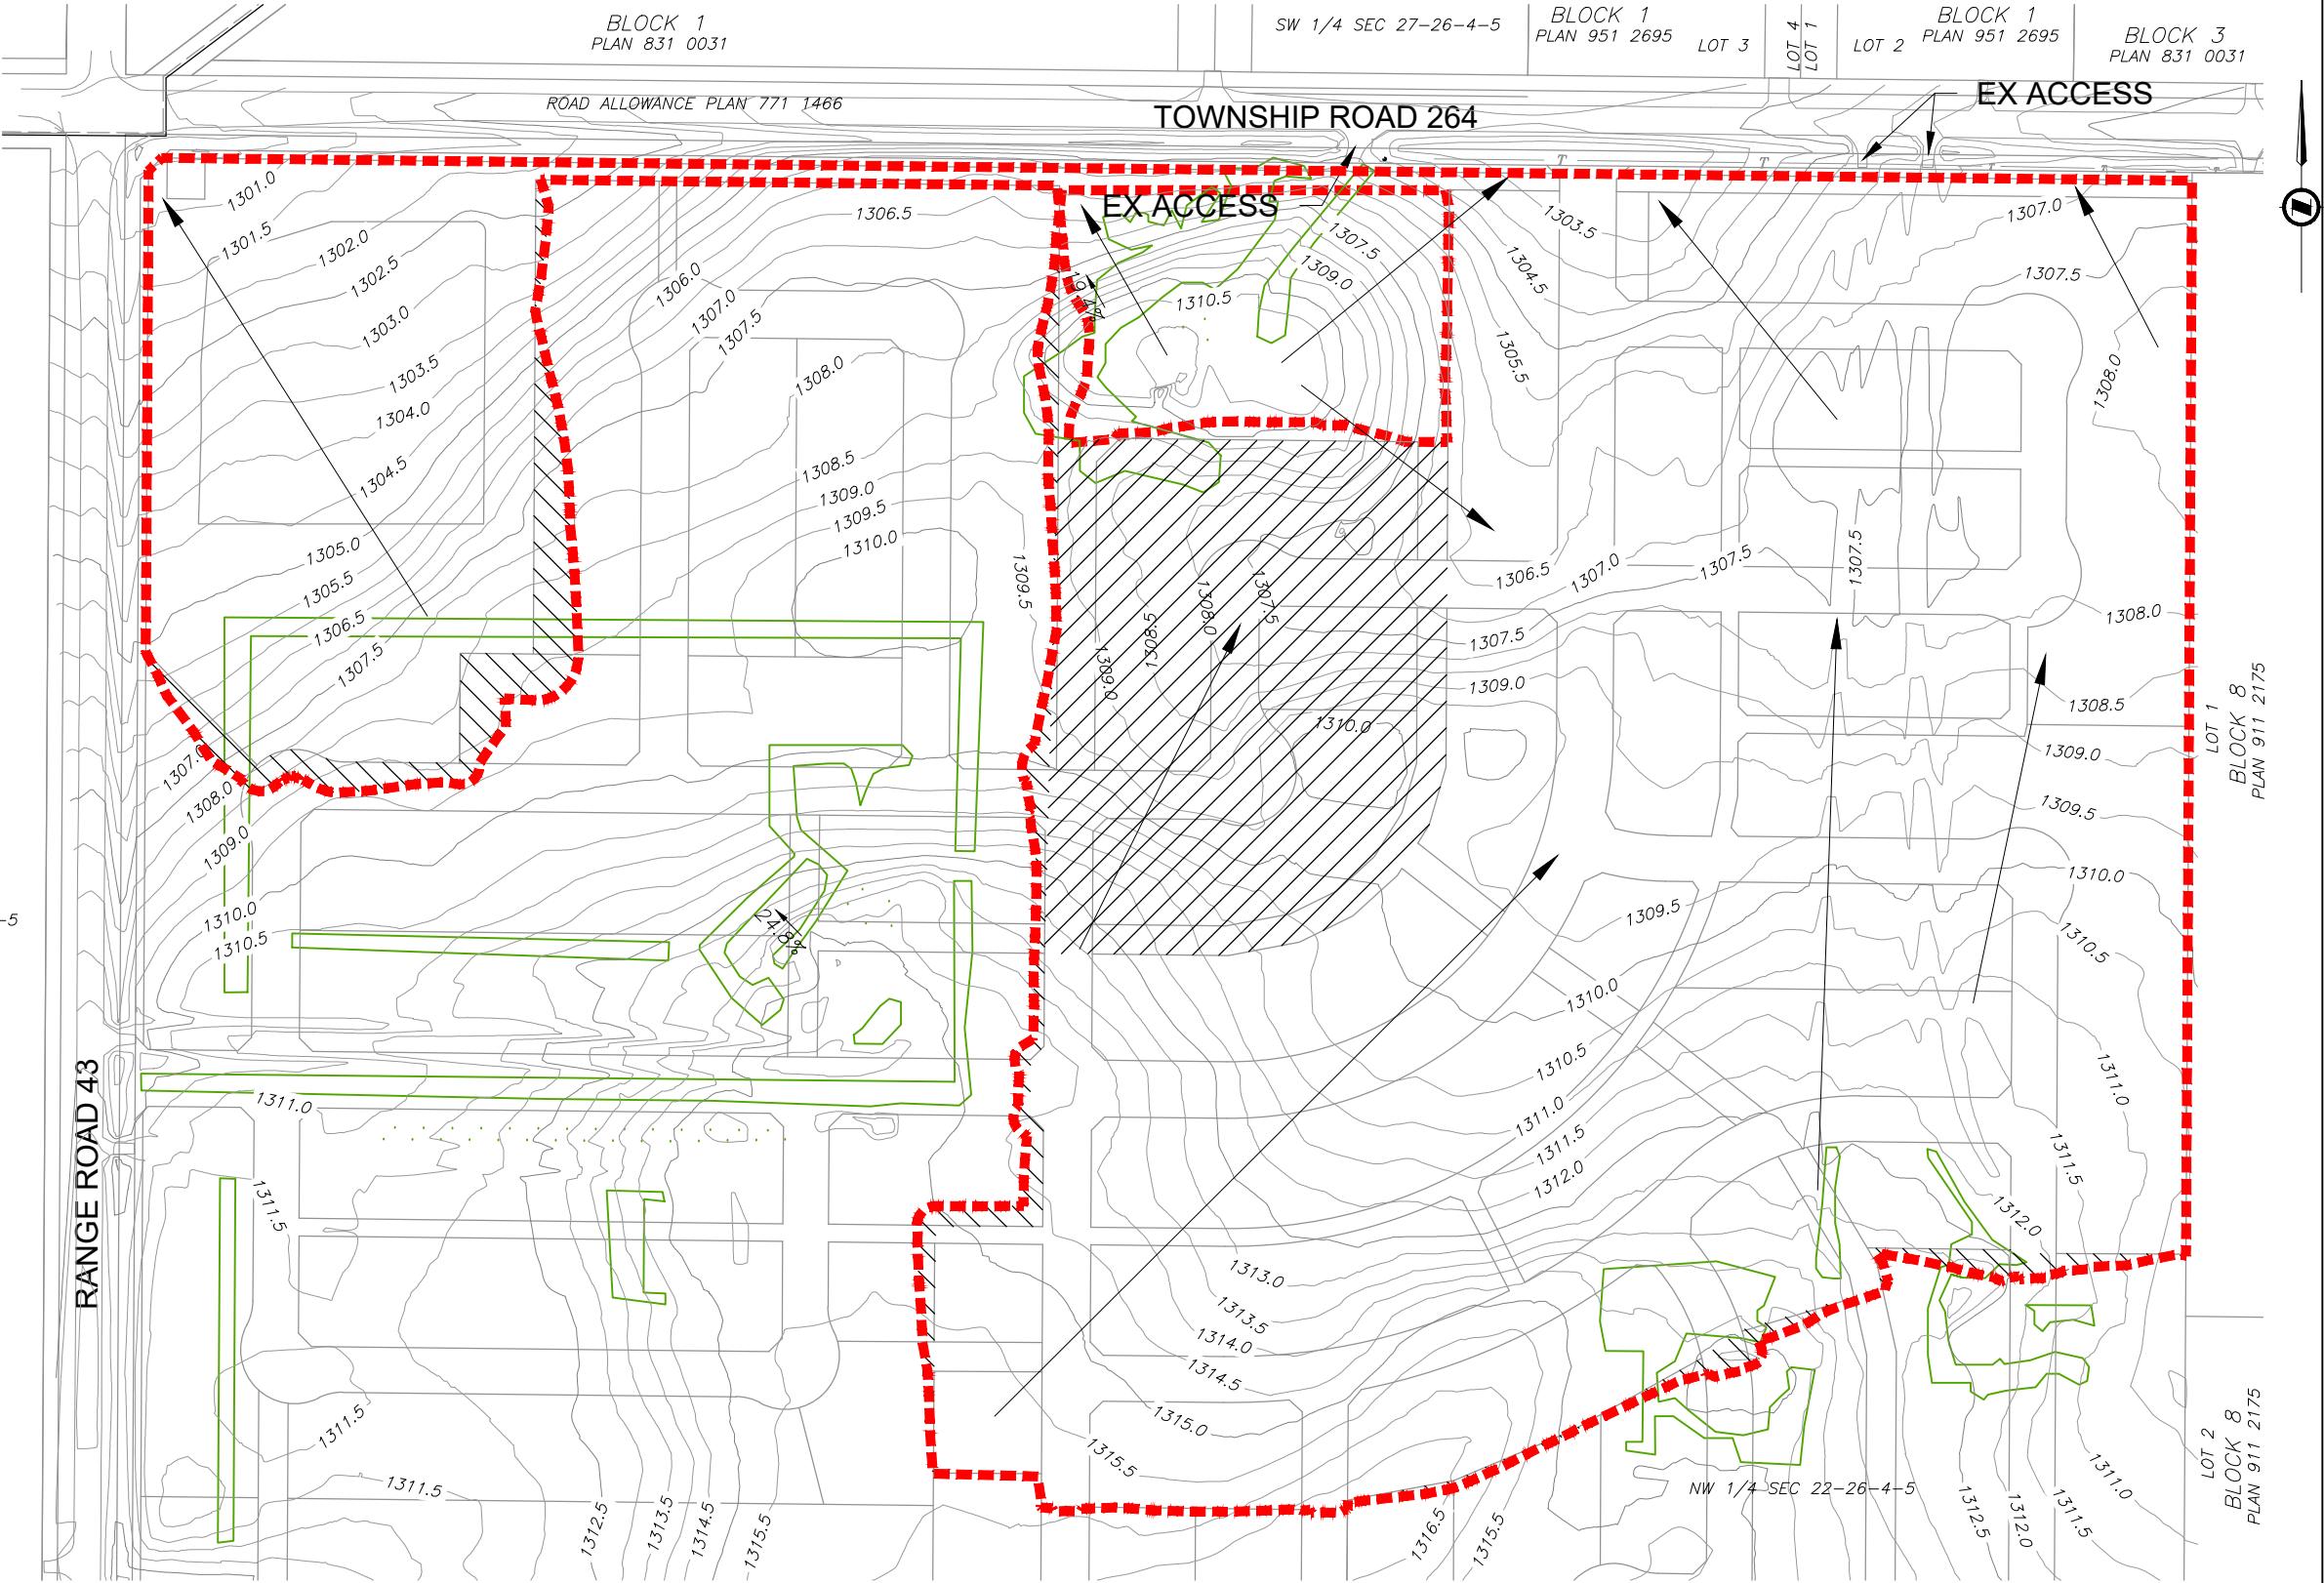 BLOCK 1
PLAN 831 0031
SW 1/4 SEC 27-26-4-5
BLOCK 1
PLAN 951 2695
LOT 3
LOT 4
LOT 1
LOT 2
BLOCK 1
PLAN 951 2695
BLOCK 3
PLAN 831 0031
ROAD ALLOWANCE PLAN 771 1466
TOWNSHIP ROAD 264
EX ACCESS
T
T
T
T
T
EX ACCESS
1301.0
1301.5
1302.0
1302.5
1303.0
1303.5
1304.0
1304.5
1305.0
1305.5
1306.5
1307.5
1307.0
1308.0
1309.0
1310.0
1310.5
1306.5
1306.0
1307.0
1307.5
1308.0
1308.5
1309.0
1309.5
1310.0
19.4%
1310.5
1307.5
1309.0
1303.5
1304.5
1305.5
1307.0
1307.5
1308.0
1309.5
1309.0
1308.5
1308.0
1307.5
1306.5
1307.0
1307.5
1307.5
1307.5
1309.0
1310.0
1308.0
1308.5
1309.0
1309.5
1310.0
1310.5
1309.5
1310.0
1310.5
1311.0
1311.5
1312.0
1311.0
1311.5
1312.0
24.8%
-5
RANGE ROAD 43
1311.0
1311.5
1311.5
1311.5
1312.5
1313.5
1314.5
1315.5
1313.0
1313.5
1314.0
1314.5
1315.0
1315.5
1316.5
1315.5
NW 1/4 SEC 22-26-4-5
1312.5
1312.0
1311.5
1311.0
LOT 1
BLOCK 8
PLAN 911 2175
LOT 2
BLOCK 8
PLAN 911 2175